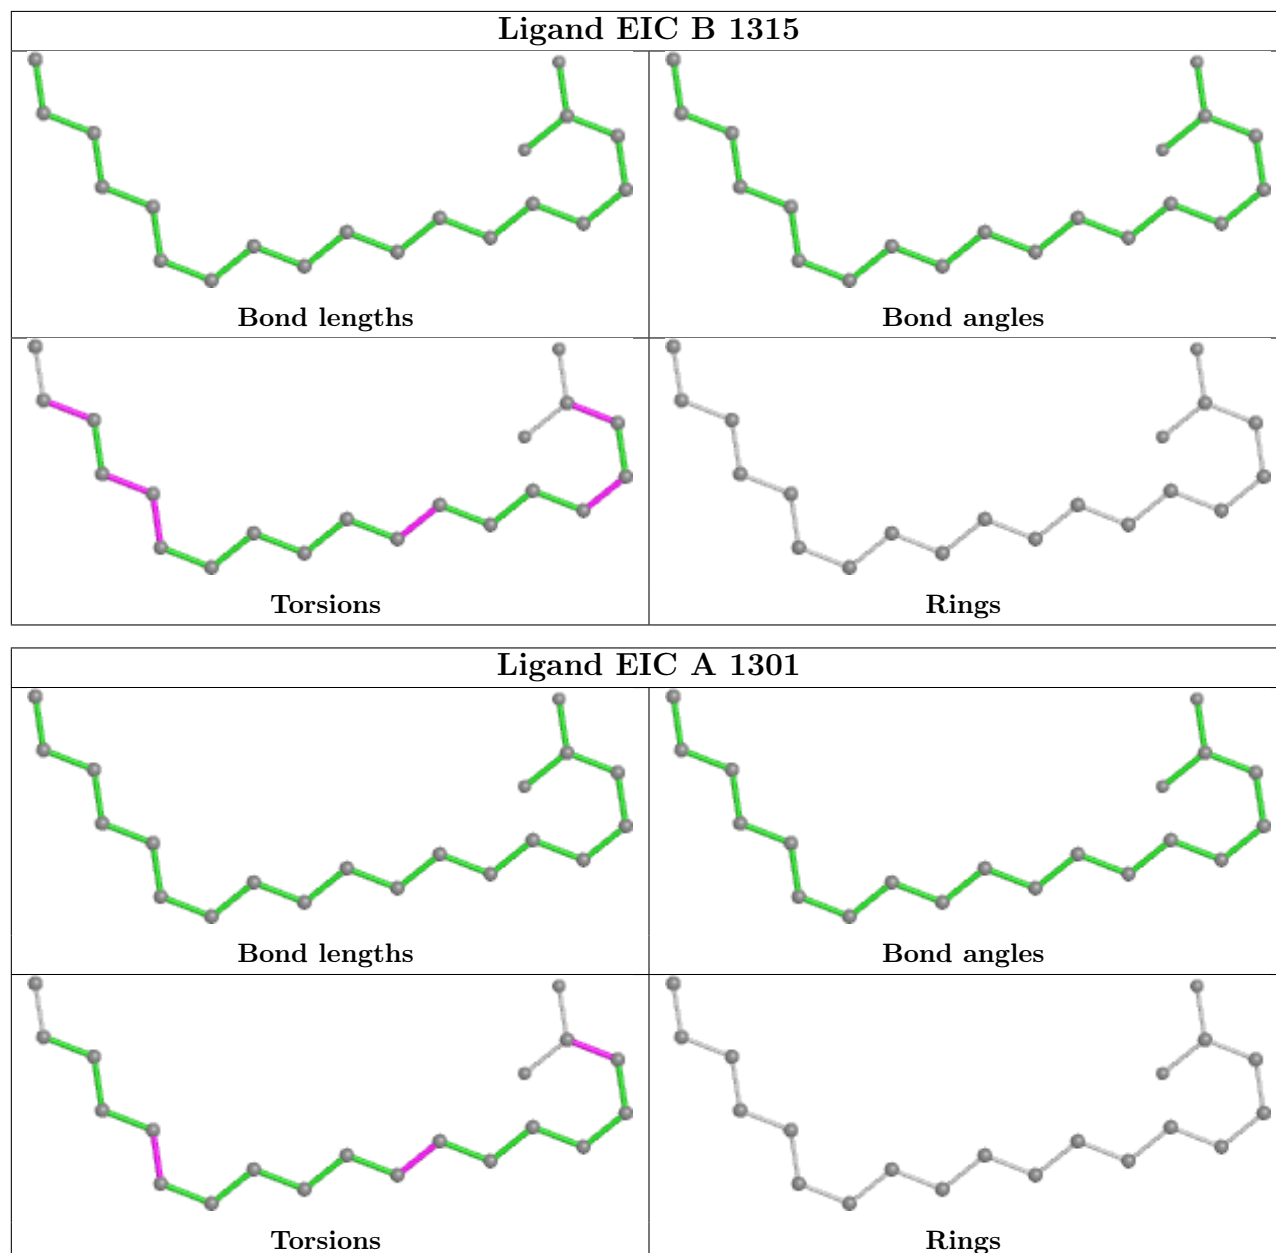 Ligand EIC B 1315
Bond lengths
Bond angles
Torsions
Rings
Ligand EIC A 1301
Bond lengths
Bond angles
Torsions
Rings